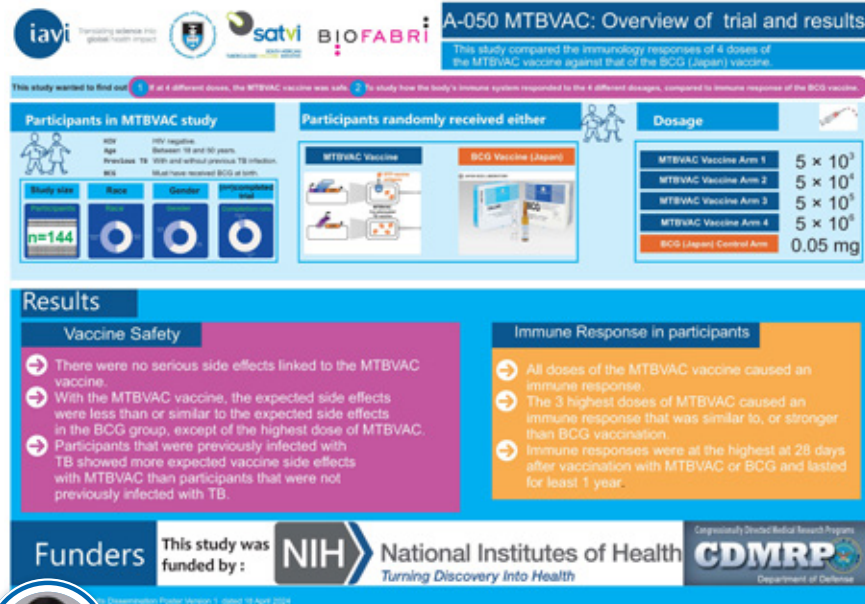 iavi
Translating science into
global health impact
satvi
SOUTH AFRICAN
TUBERCULOSIS VACCINE INITIATIVE
BIOFABRI
A-050 MTBVAC: Overview of trial and results
This study compared the immunology responses of 4 doses of
the MTBVAC vaccine against that of the BCG (Japan) vaccine.
This study wanted to find out 1 If at 4 different doses, the MTBVAC vaccine was safe. 2 To study how the body's immune system responded to the 4 different dosages, compared to immune response of the BCG vaccine.
Participants in MTBVAC study
HIV HIV negative.
Age Between 18 and 50 years.
Previous TB With and without previous TB infection.
BCG Must have received BCG at birth.
Study size
Race
Gender
completed
trial
Participants
n=144
Race
Gender
Participants randomly received either
MTBVAC Vaccine
BCG Vaccine (Japan)
BCG
Dosage
MTBVAC Vaccine Arm 1 5 × 10³
MTBVAC Vaccine Arm 2 5 × 10⁴
MTBVAC Vaccine Arm 3 5 × 10⁵
MTBVAC Vaccine Arm 4 5 × 10⁶
BCG (Japan) Control Arm 0.05 mg
Results
Vaccine Safety
There were no serious side effects linked to the MTBVAC
vaccine.
With the MTBVAC vaccine, the expected side effects
were less than or similar to the expected side effects
in the BCG group, except of the highest dose of MTBVAC.
Participants that were previously infected with
TB showed more expected vaccine side effects
with MTBVAC than participants that were not
previously infected with TB.
Immune Response in participants
All doses of the MTBVAC vaccine caused an
immune response.
The 3 highest doses of MTBVAC caused an
immune response that was similar to, or stronger
than BCG vaccination.
Immune responses were at the highest at 28 days
after vaccination with MTBVAC or BCG and lasted
for least 1 year.
Funders
This study was
funded by :
NIH
National Institutes of Health
Turning Discovery Into Health
Congressionally Directed Medical Research Programs
CDMRP
Department of Defense
Dissemination Poster Version 1, dated 16 April 2024